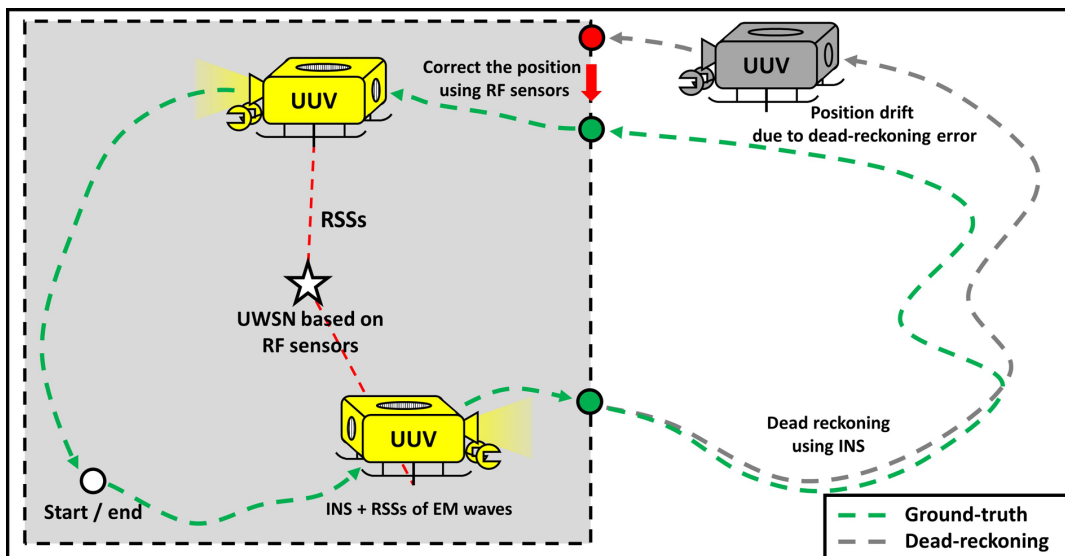 UUV
Correct the position
using RF sensors
UUV
Position drift
due to dead-reckoning error
RSSs
UWSN based on
RF sensors
UUV
Dead reckoning
using INS
Start / end
INS + RSSs of EM waves
Ground-truth
Dead-reckoning